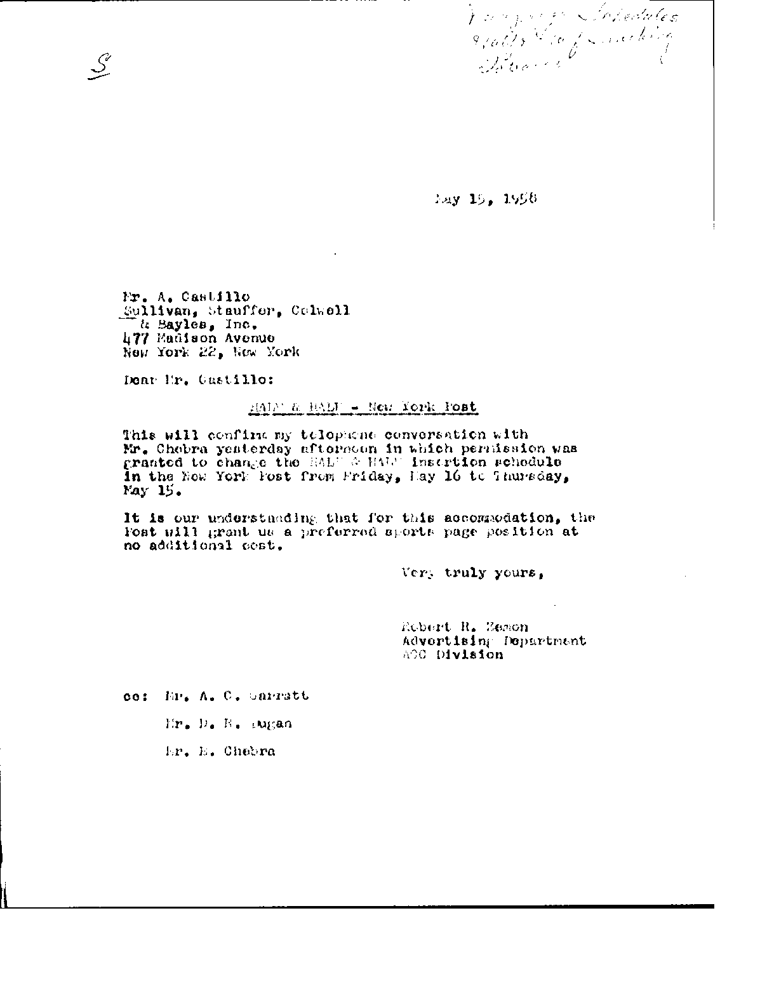 Schedules
S
May 15, 1958
Mr. A. Castillo
Sullivan, Stauffer, Colwell
& Bayles, Inc.
477 Madison Avenue
New York 22, New York
Dear Mr. Castillo:
HALF & HALF - New York Post
This will confirm my telephone conversation with
Mr. Chebra yesterday afternoon in which permission was
granted to change the HALF & HALF insertion schedule
in the New York Post from Friday, May 16 to Thursday,
May 15.
It is our understanding that for this accommodation, the
Post will grant us a preferred sports page position at
no additional cost.
Very truly yours,
Robert R.
Advertising Department
Division
cc: Mr. A. C. Garratt
Mr. D. R. Dugan
Mr. E. Chebra